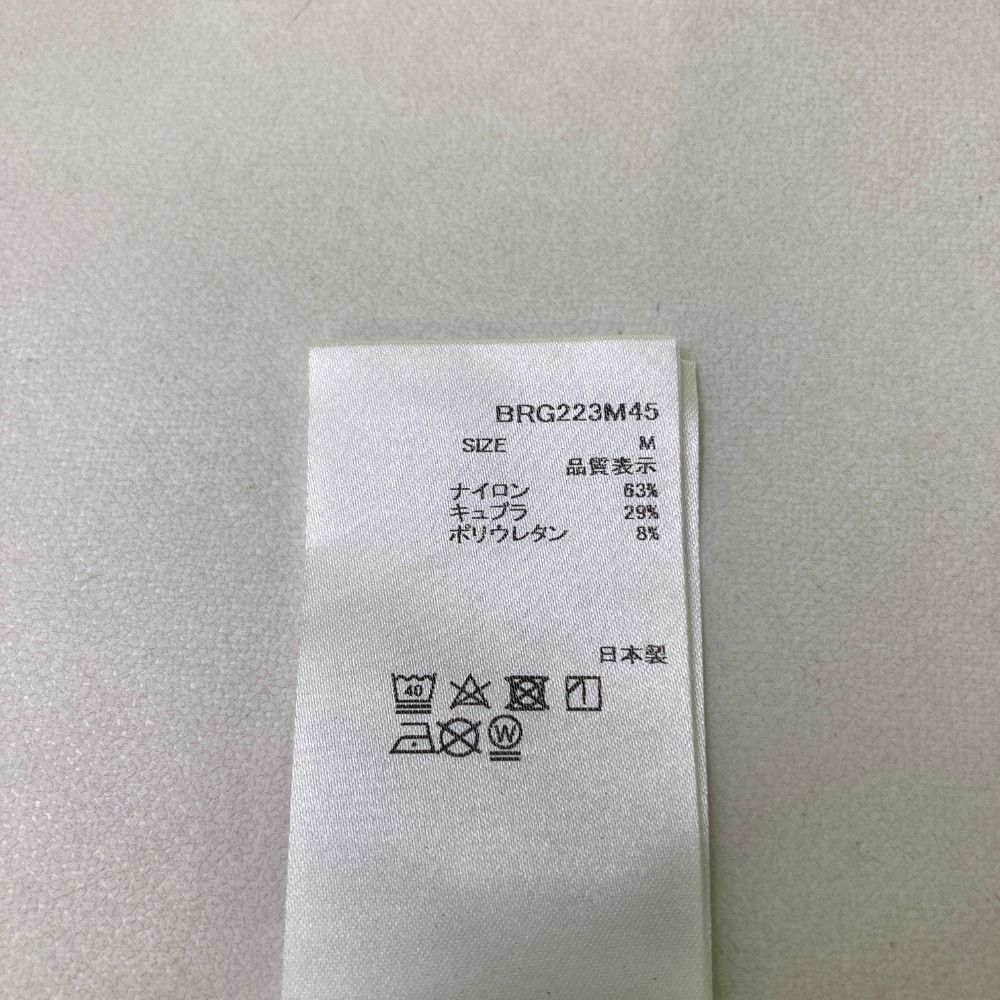 BRG223M45
SIZE M
品質表示
ナイロン 63%
キュプラ 29%
ポリウレタン 8%
日本製
40
W